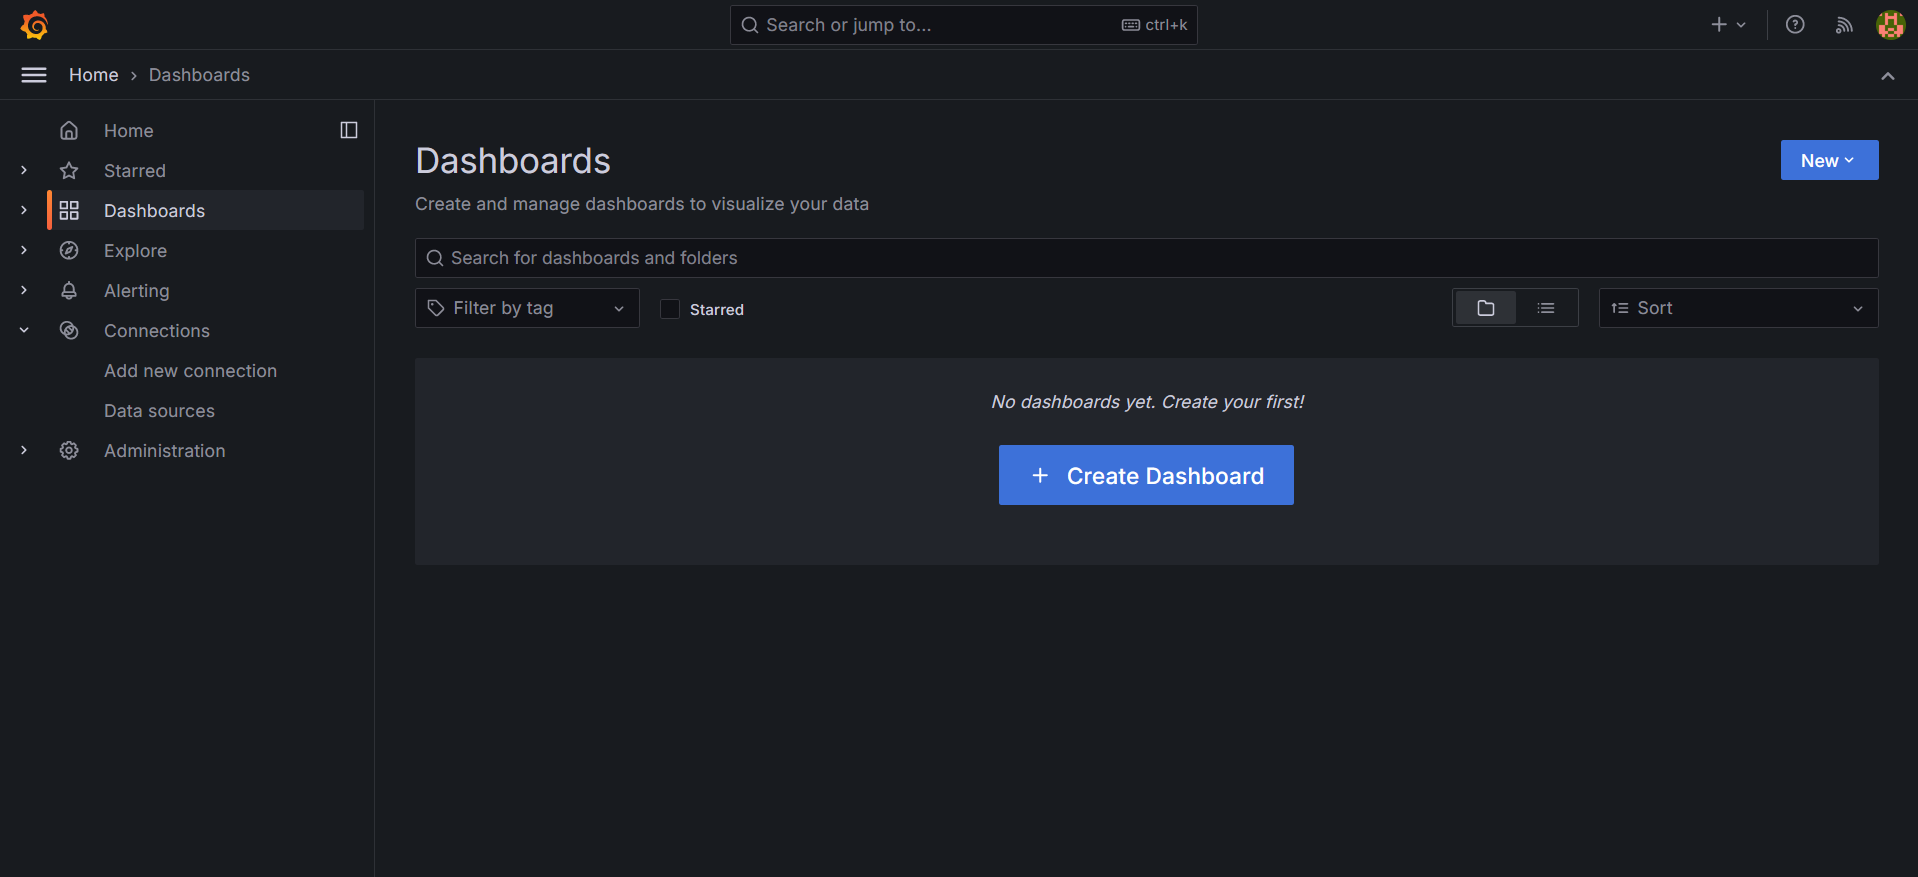 Search or jump to...
ctrl+k
Home
Dashboards
Home
Starred
Dashboards
Explore
Alerting
Connections
Add new connection
Data sources
Administration
Dashboards
New
Create and manage dashboards to visualize your data
Search for dashboards and folders
Filter by tag
Starred
Sort
No dashboards yet. Create your first!
Create Dashboard